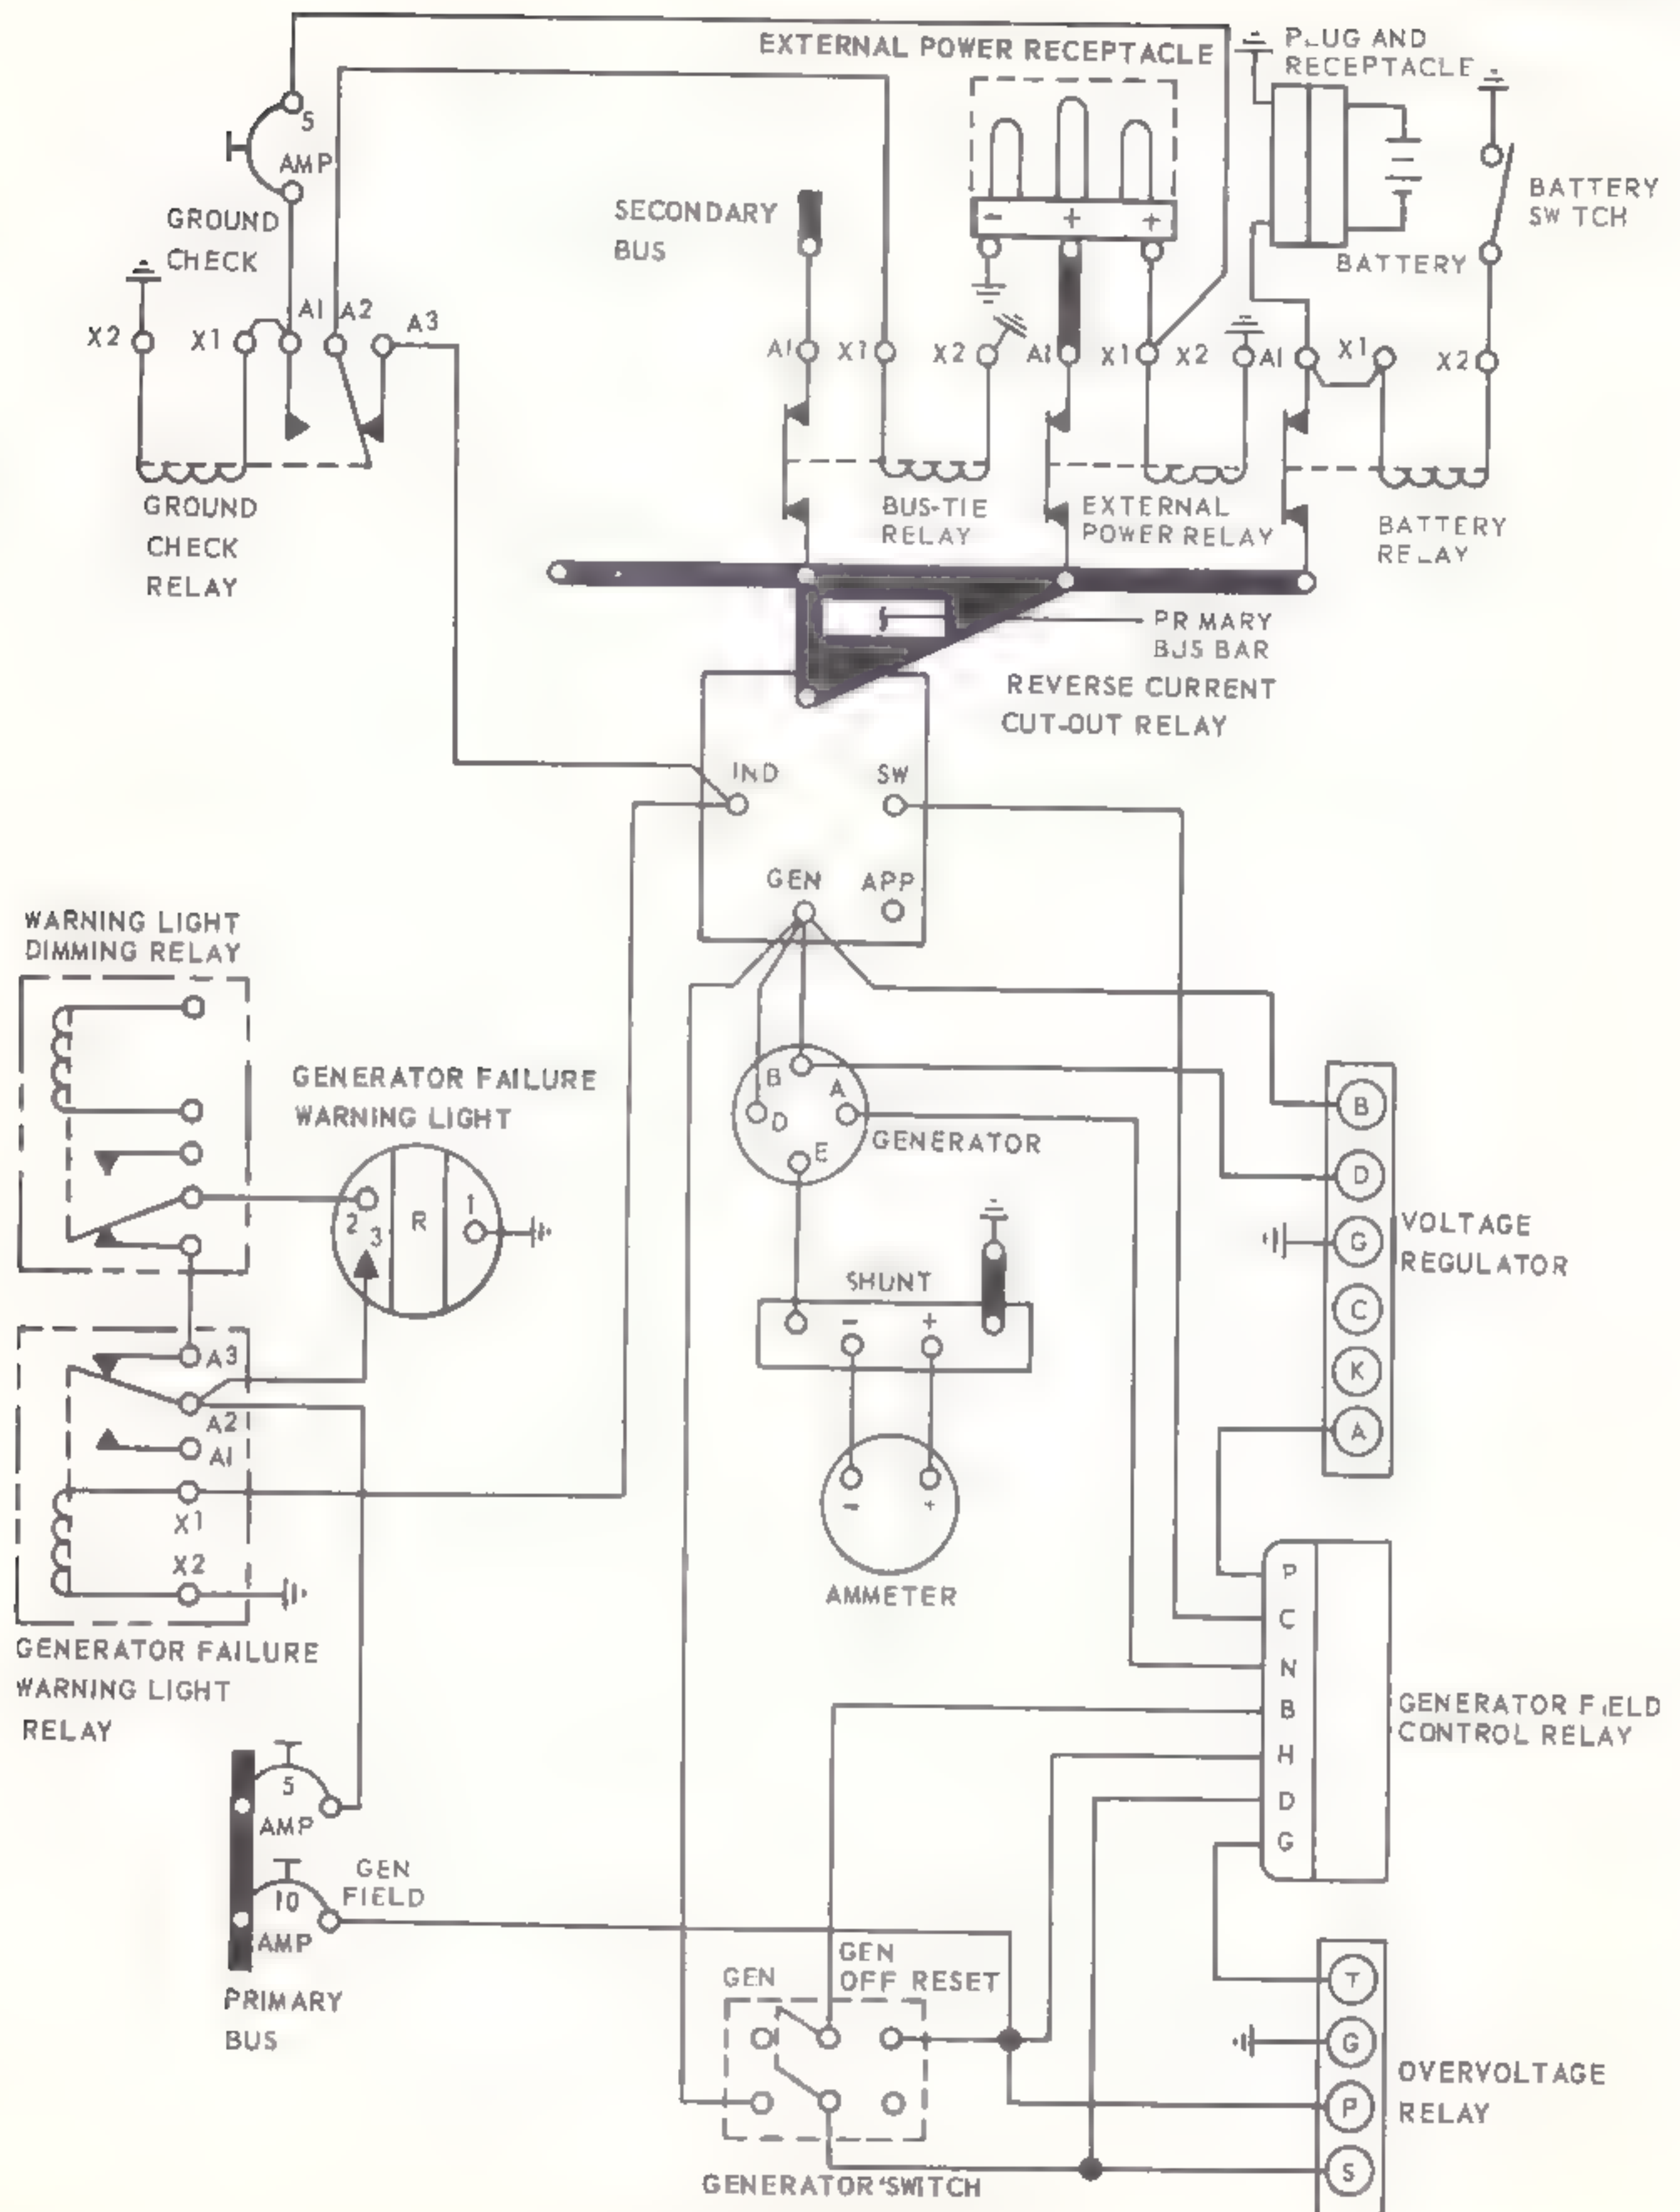 EXTERNAL POWER RECEPTACLE
PLUG AND
RECEPTACLE
5
AMP
GROUND
CHECK
SECONDARY
BUS
- + +
BATTERY
SW TCH
BATTERY
X2 X1 A1 A2 A3
A1 X1 X2 A1 X1 X2 A1 X1 X2
GROUND
CHECK
RELAY
BUS-TIE
RELAY
EXTERNAL
POWER RELAY
BATTERY
RELAY
PR MARY
BUS BAR
REVERSE CURRENT
CUT-OUT RELAY
IND SW
GEN APP
WARNING LIGHT
DIMMING RELAY
GENERATOR FAILURE
WARNING LIGHT
2 3 R 1
B A
D E
GENERATOR
B
D
G
C
K
A
VOLTAGE
REGULATOR
SHUNT
- +
- +
AMMETER
A3
A2
A1
X1
X2
GENERATOR FAILURE
WARNING LIGHT
RELAY
P
C
N
B
H
D
G
GENERATOR FIELD
CONTROL RELAY
5
AMP
10
AMP
GEN
FIELD
PRIMARY
BUS
GEN
GEN
OFF RESET
GENERATOR SWITCH
T
G
P
S
OVERVOLTAGE
RELAY